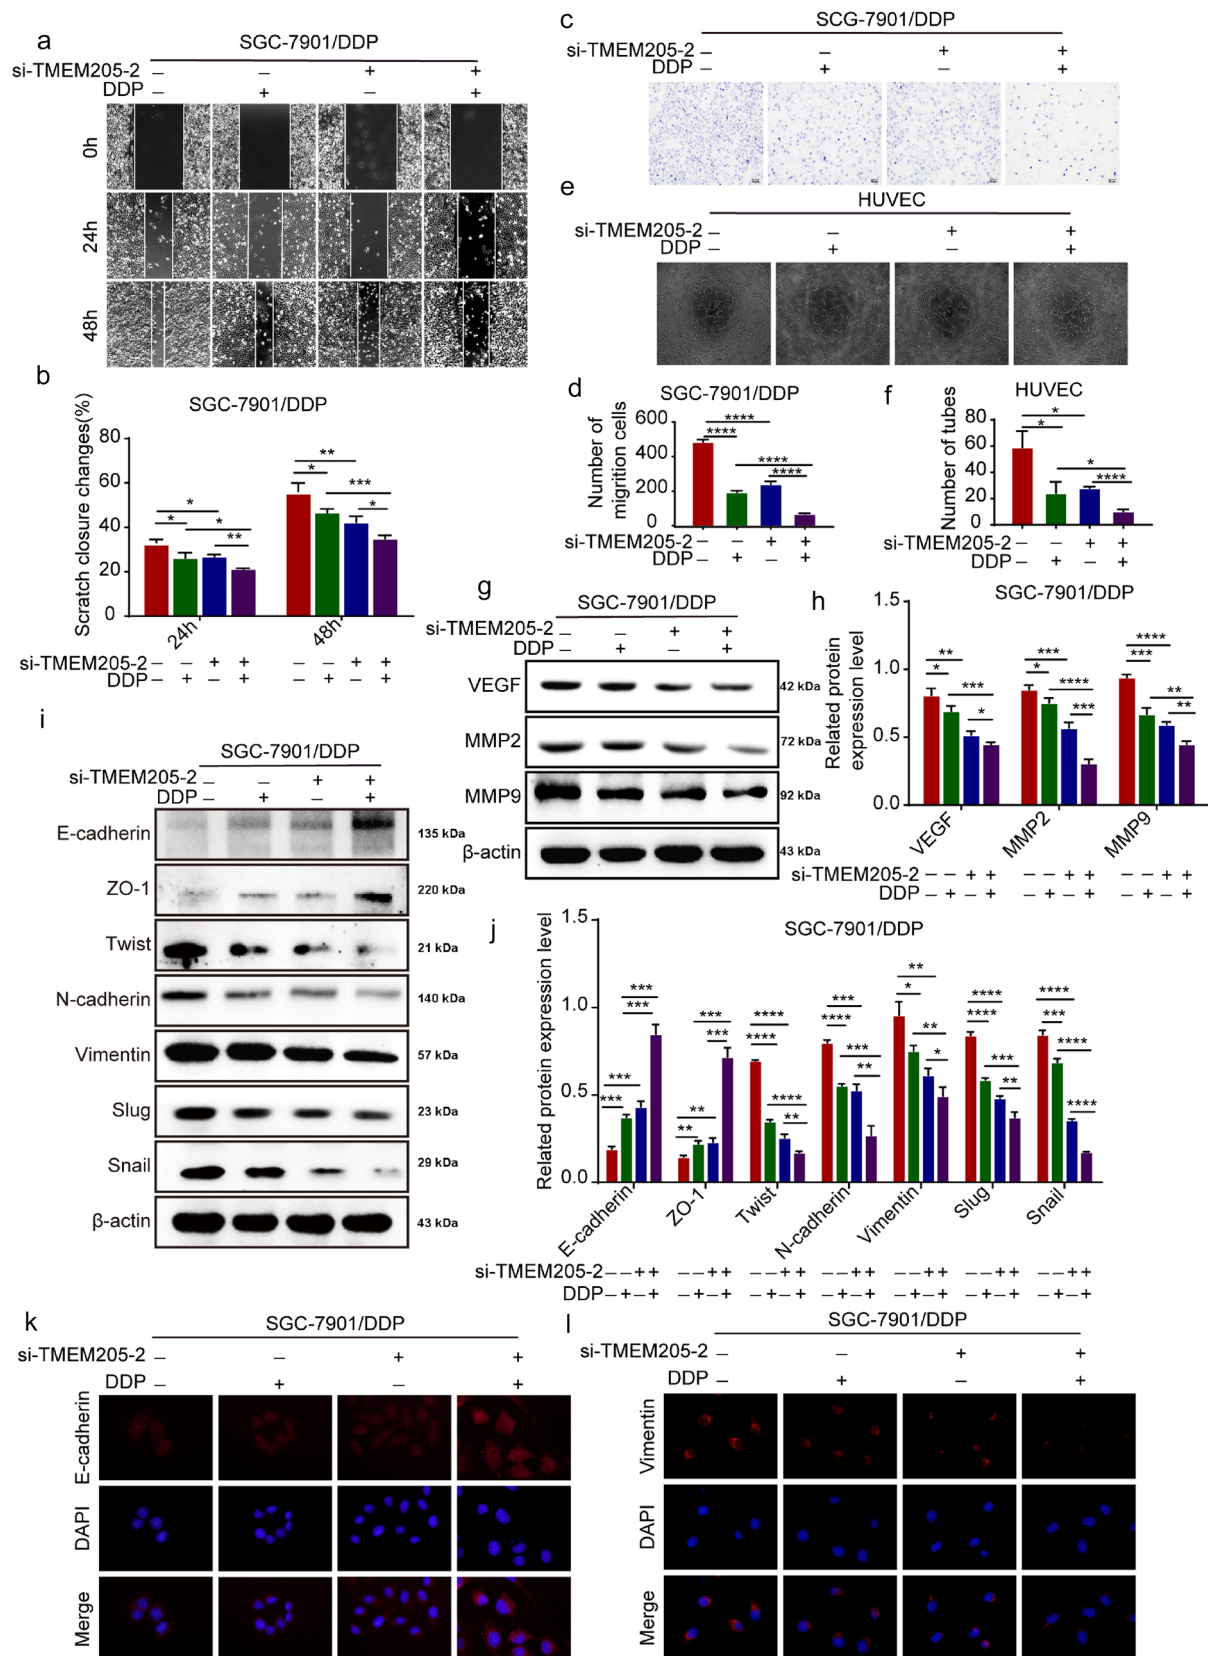 a
SGC-7901/DDP
si-TMEM205-2 — — + +
DDP — + — +
0h
24h
48h
b
SGC-7901/DDP
Scratch closure changes(%)
80
60
40
20
0
* * * **
** * *** *
24h 48h
si-TMEM205-2 — — + + — — + +
DDP — + — + — + — +
c
SCG-7901/DDP
si-TMEM205-2 — — + +
DDP — + — +
e
HUVEC
si-TMEM205-2 — — + +
DDP — + — +
d
SGC-7901/DDP
Number of
migrition cells
600
400
200
0
****
****
****
****
si-TMEM205-2 — — + +
DDP — + — +
f
HUVEC
Number of tubes
80
60
40
20
0
*
*
*
****
si-TMEM205-2 — — + +
DDP — + — +
g
SGC-7901/DDP
si-TMEM205-2 — — + +
DDP — + — +
VEGF 42 kDa
MMP2 72 kDa
MMP9 92 kDa
β-actin 43 kDa
h
SGC-7901/DDP
Related protein
expression level
1.5
1.0
0.5
0.0
** * *** *
*** * **** ***
**** *** ** **
VEGF MMP2 MMP9
si-TMEM205-2 — — + + — — + + — — + +
DDP — + — + — + — + — + — +
i
SGC-7901/DDP
si-TMEM205-2 — — + +
DDP — + — +
E-cadherin 135 kDa
ZO-1 220 kDa
Twist 21 kDa
N-cadherin 140 kDa
Vimentin 57 kDa
Slug 23 kDa
Snail 29 kDa
β-actin 43 kDa
j
SGC-7901/DDP
Related protein expression level
1.5
1.0
0.5
0.0
*** *** *** ***
** ** *** ***
**** **** **** **
*** **** *** **
** * ** *
**** **** *** **
**** *** **** ****
E-cadherin ZO-1 Twist N-cadherin Vimentin Slug Snail
si-TMEM205-2 — — + + — — + + — — + + — — + + — — + + — — + + — — + +
DDP — + — + — + — + — + — + — + — + — + — + — + — + — + — +
k
SGC-7901/DDP
si-TMEM205-2 — — + +
DDP — + — +
E-cadherin
DAPI
Merge
l
SGC-7901/DDP
si-TMEM205-2 — — + +
DDP — + — +
Vimentin
DAPI
Merge